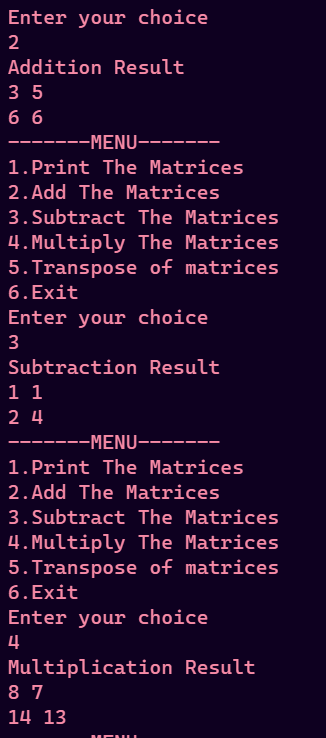 Enter your choice
2
Addition Result
3 5
6 6
-------MENU-------
1.Print The Matrices
2.Add The Matrices
3.Subtract The Matrices
4.Multiply The Matrices
5.Transpose of matrices
6.Exit
Enter your choice
3
Subtraction Result
1 1
2 4
-------MENU-------
1.Print The Matrices
2.Add The Matrices
3.Subtract The Matrices
4.Multiply The Matrices
5.Transpose of matrices
6.Exit
Enter your choice
4
Multiplication Result
8 7
14 13
-------MENU-------